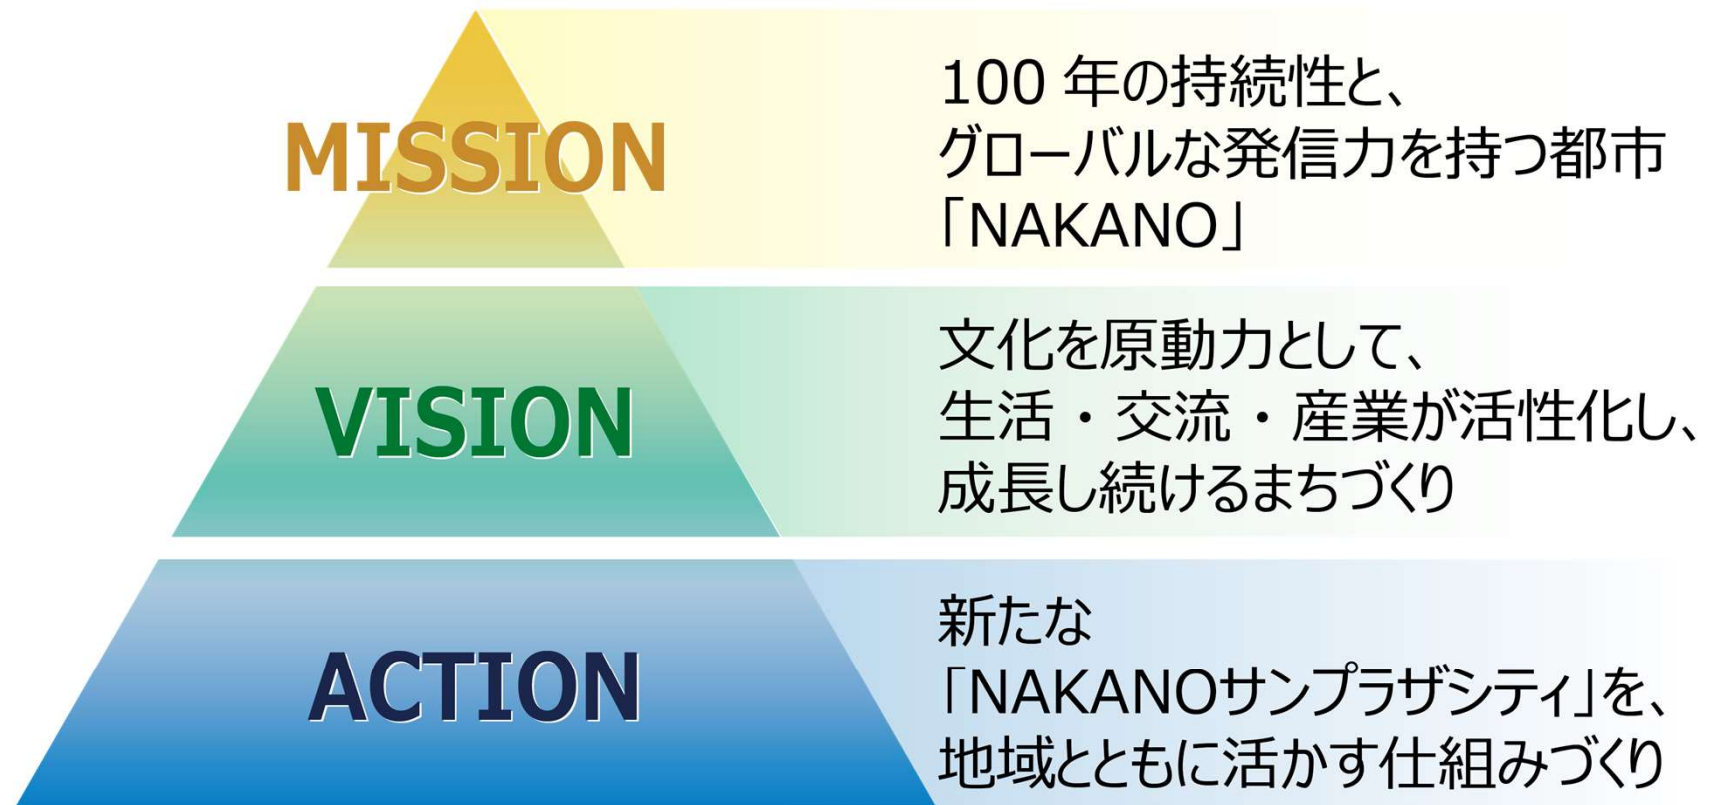 MISSION
100 年の持続性と、
グローバルな発信力を持つ都市
「NAKANO」
VISION
文化を原動力として、
生活・交流・産業が活性化し、
成長し続けるまちづくり
ACTION
新たな
「NAKANOサンプラザシティ」を、
地域とともに活かす仕組みづくり